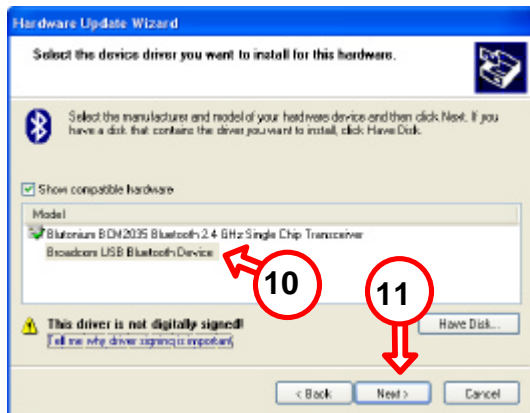 Hardware Update Wizard
Select the device driver you want to install for this hardware.
Select the manufacturer and model of your hardware device and then click Next. If you
have a disk that contains the driver you want to install, click Have Disk.
Show compatible hardware
Model
Blutonium BCM2035 Bluetooth 2.4 GHz Single Chip Transceiver
Broadcom USB Bluetooth Device
10
11
This driver is not digitally signed!
Have Disk...
Tell me why driver signing is important
< Back
Next >
Cancel